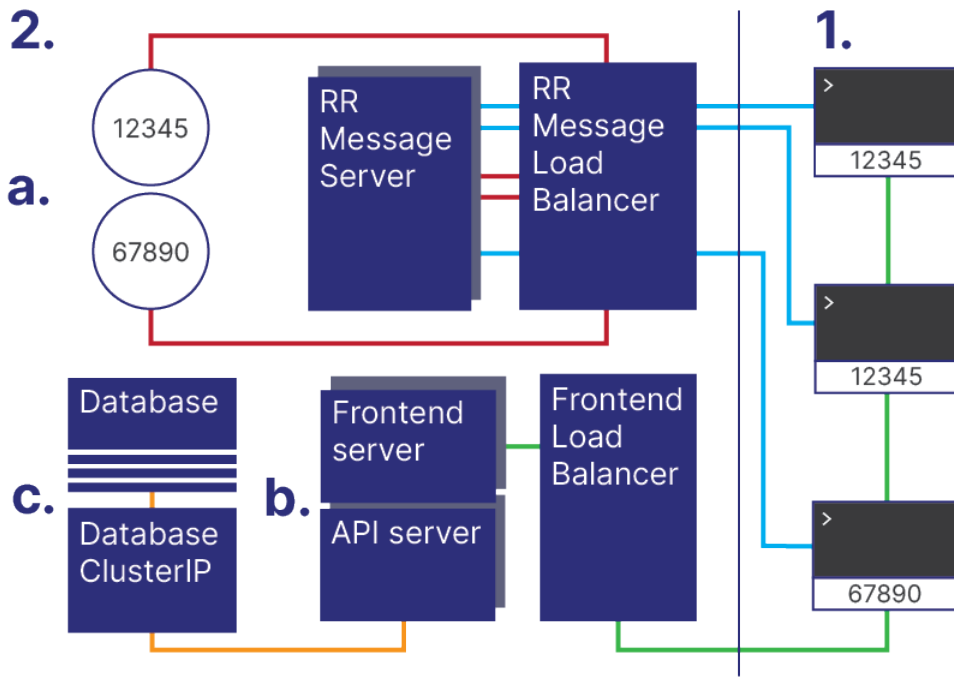 2.
1.
a.
12345
67890
RR
Message
Server
RR
Message
Load
Balancer
>
12345
>
12345
>
67890
c.
Database
Database
ClusterIP
b.
Frontend
server
API server
Frontend
Load
Balancer